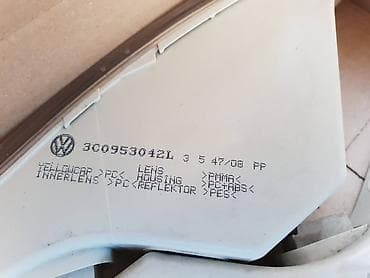 3C0953042L 3 5 47/08 PP
YELLOWCAP >PC< LENS >PMMA<
INNERLENS >PC< HOUSING >PC+ABS<
REFLEKTOR >PES<